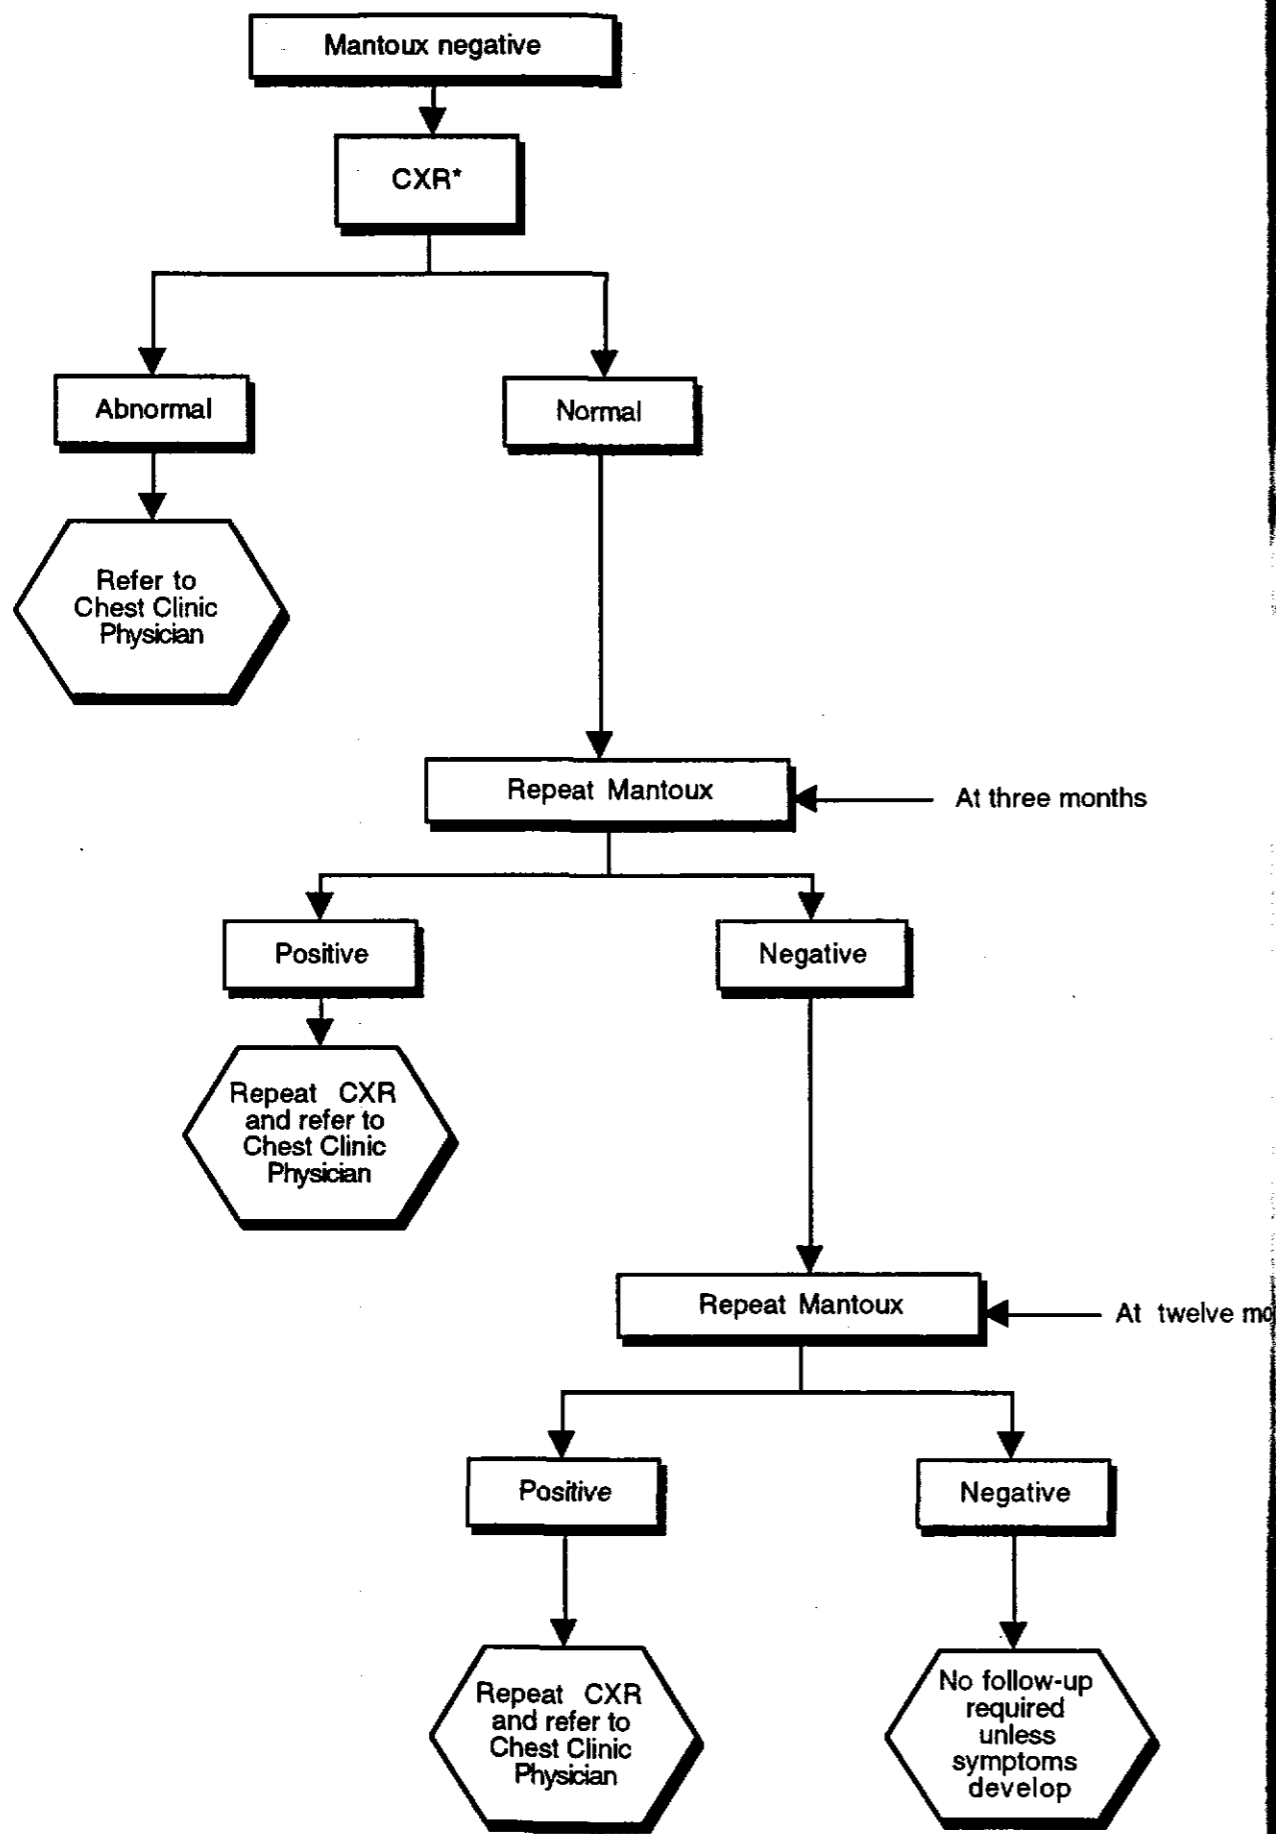 Mantoux negative
CXR*
Abnormal
Normal
Refer to
Chest Clinic
Physician
Repeat Mantoux
At three months
Positive
Negative
Repeat CXR
and refer to
Chest Clinic
Physician
Repeat Mantoux
At twelve mo
Positive
Negative
Repeat CXR
and refer to
Chest Clinic
Physician
No follow-up
required
unless
symptoms
develop